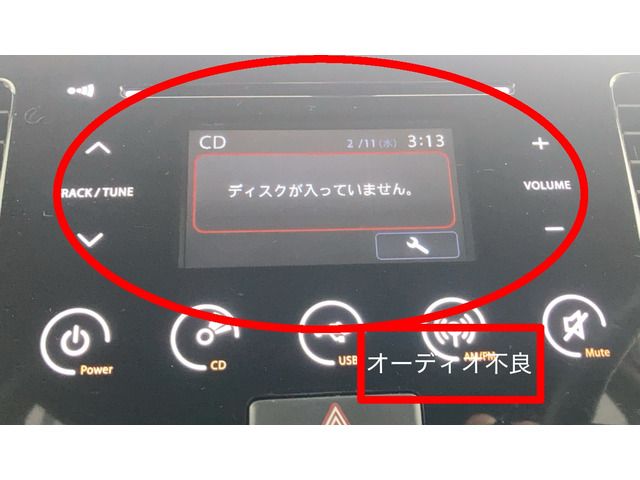 CD 2/11(水) 3:13
RACK/TUNE
ディスクが入っていません。
VOLUME
Power
CD
USB
AM/FM
Mute
オーディオ不良